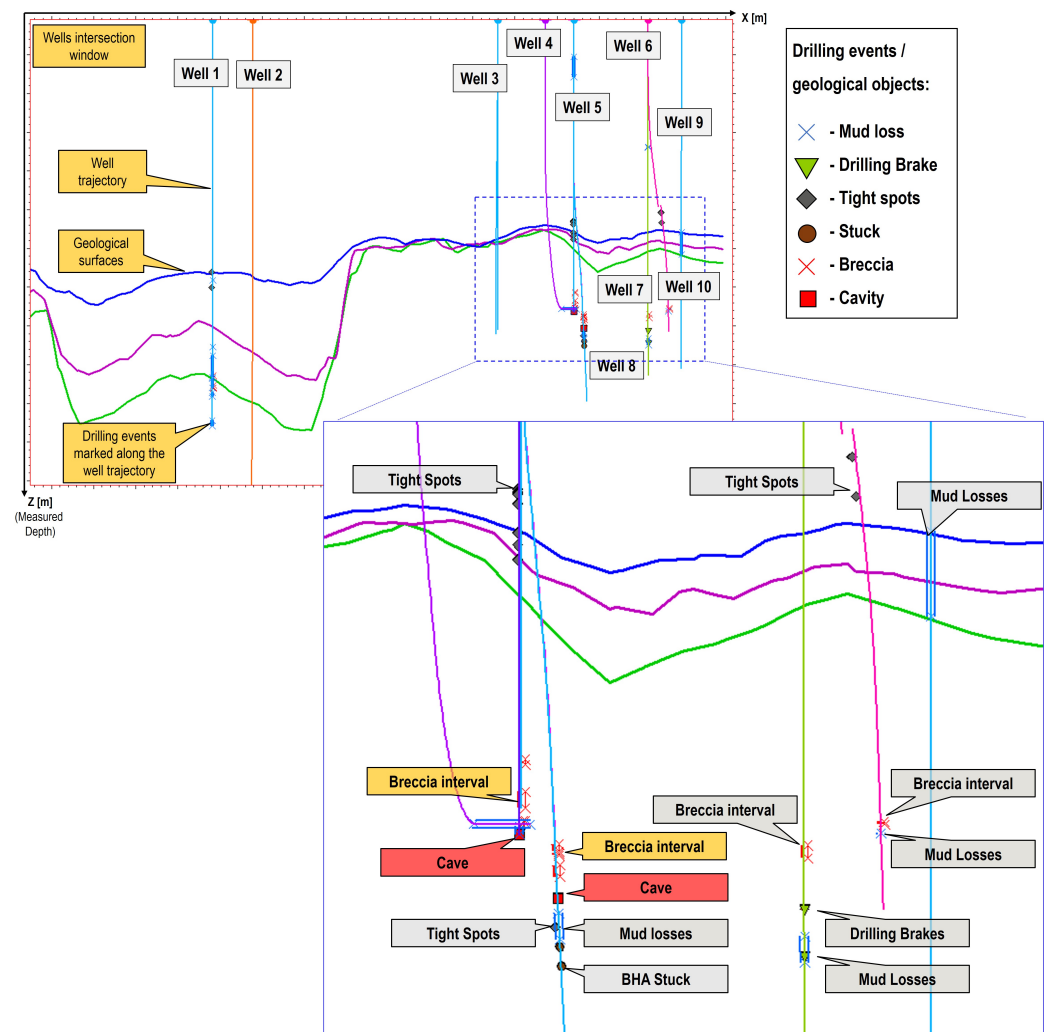 X [m]
Wells intersection
window
Well 1
Well 2
Well 3
Well 4
Well 5
Well 6
Well 9
Well
trajectory
Geological
surfaces
Well 7
Well 10
Well 8
Drilling events
marked along the
well trajectory
Z [m]
(Measured
Depth)
Drilling events /
geological objects:
- Mud loss
- Drilling Brake
- Tight spots
- Stuck
- Breccia
- Cavity
Tight Spots
Tight Spots
Mud Losses
Breccia interval
Breccia interval
Breccia interval
Breccia interval
Cave
Mud Losses
Cave
Tight Spots
Mud losses
Drilling Brakes
BHA Stuck
Mud Losses